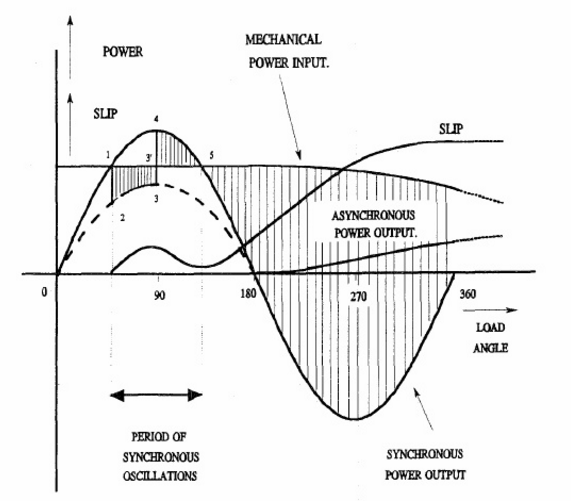 MECHANICAL
POWER INPUT.
POWER
SLIP
4
SLIP
1
3'
5
2
3
ASYNCHRONOUS
POWER OUTPUT.
0
90
180
270
360
LOAD
ANGLE
PERIOD OF
SYNCHRONOUS
OSCILLATIONS
SYNCHRONOUS
POWER OUTPUT